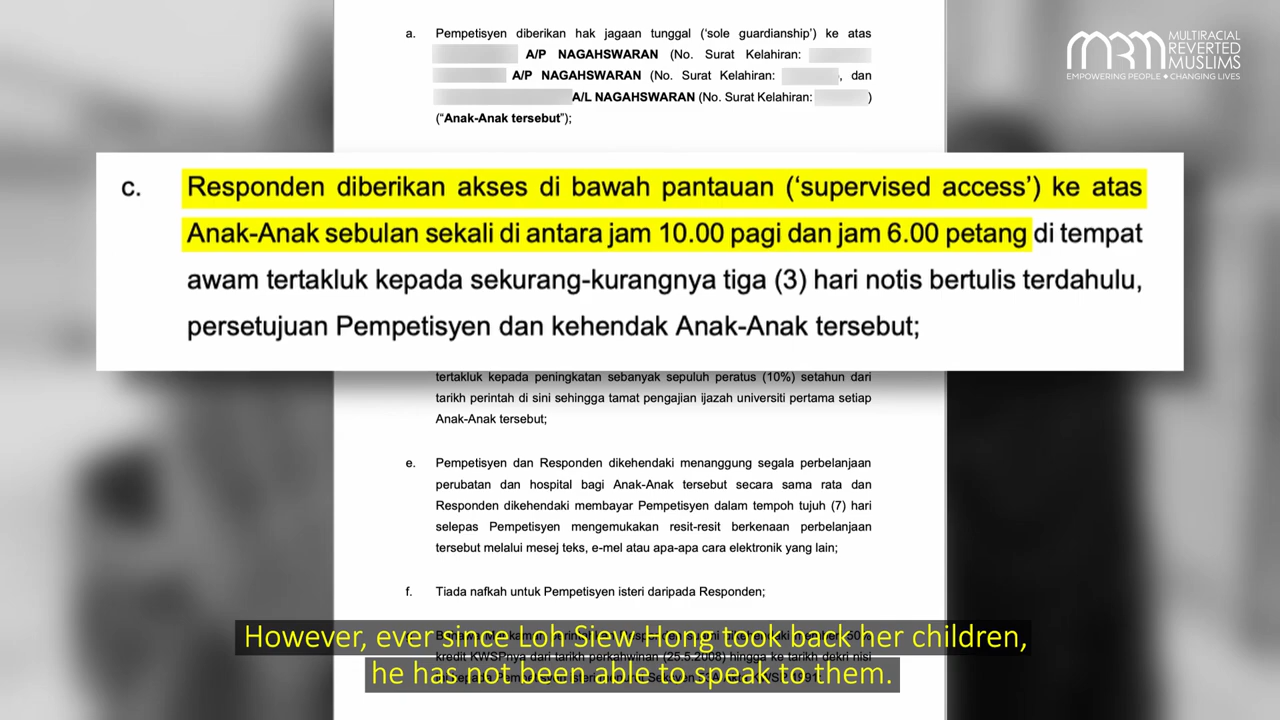 a. Pempetisyen diberikan hak jagaan tunggal (‘sole guardianship’) ke atas
A/P NAGAHSWARAN (No. Surat Kelahiran:
A/P NAGAHSWARAN (No. Surat Kelahiran: , dan
A/L NAGAHSWARAN (No. Surat Kelahiran: )
(“Anak-Anak tersebut”);
MRM
MULTIRACIAL
REVERTED
MUSLIMS
EMPOWERING PEOPLE ♦ CHANGING LIVES
c. Responden diberikan akses di bawah pantauan (‘supervised access’) ke atas
Anak-Anak sebulan sekali di antara jam 10.00 pagi dan jam 6.00 petang di tempat
awam tertakluk kepada sekurang-kurangnya tiga (3) hari notis bertulis terdahulu,
persetujuan Pempetisyen dan kehendak Anak-Anak tersebut;
tertakluk kepada peningkatan sebanyak sepuluh peratus (10%) setahun dari
tarikh perintah di sini sehingga tamat pengajian ijazah universiti pertama setiap
Anak-Anak tersebut;
e. Pempetisyen dan Responden dikehendaki menanggung segala perbelanjaan
perubatan dan hospital bagi Anak-Anak tersebut secara sama rata dan
Responden dikehendaki membayar Pempetisyen dalam tempoh tujuh (7) hari
selepas Pempetisyen mengemukakan resit-resit berkenaan perbelanjaan
tersebut melalui mesej teks, e-mel atau apa-apa cara elektronik yang lain;
f. Tiada nafkah untuk Pempetisyen isteri daripada Responden;
However, ever since Loh Siew Hong took back her children,
kredit KWSPnya dari tarikh perkahwinan (25.5.2008) hingga ke tarikh dekri nisi
he has not been able to speak to them.